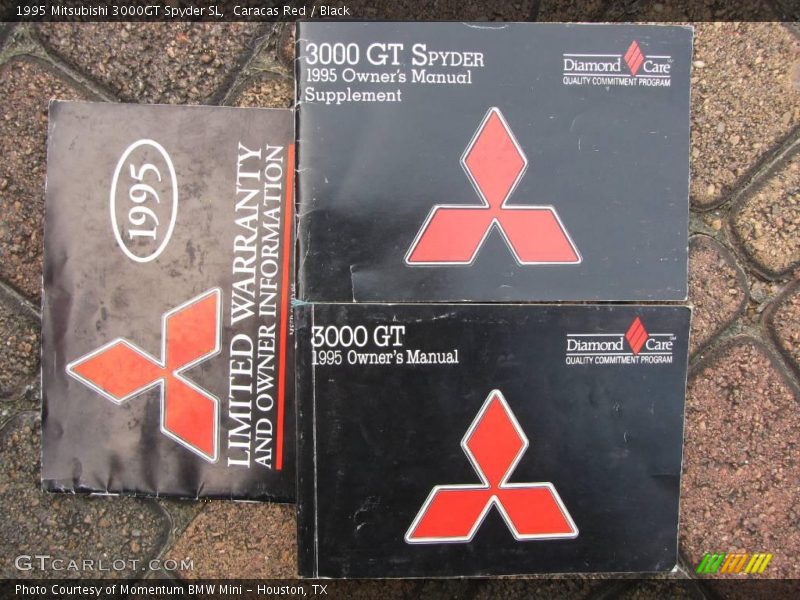 1995 Mitsubishi 3000GT Spyder SL,  Caracas Red / Black
3000 GT SPYDER
1995 Owner's Manual
Supplement
Diamond Care
QUALITY COMMITMENT PROGRAM
1995
LIMITED WARRANTY
AND OWNER INFORMATION
3000 GT
1995 Owner's Manual
Diamond Care
QUALITY COMMITMENT PROGRAM
GTCARLOT.COM
Photo Courtesy of Momentum BMW Mini - Houston, TX